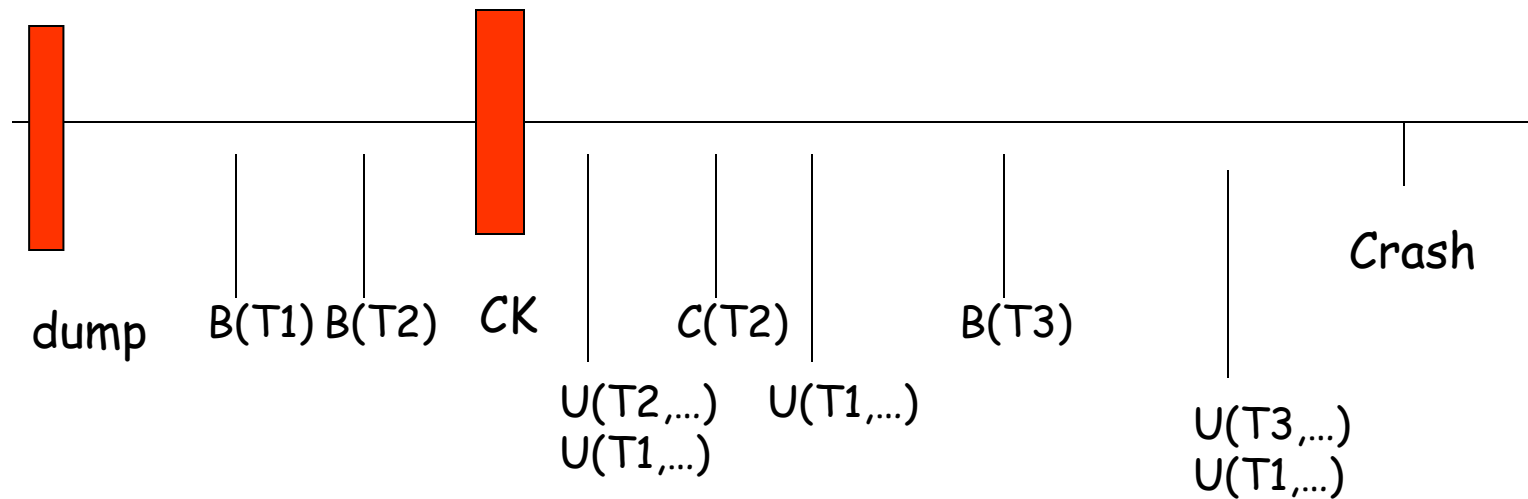 dump
B(T1)
B(T2)
CK
U(T2,...)
U(T1,...)
C(T2)
U(T1,...)
B(T3)
U(T3,...)
U(T1,...)
Crash